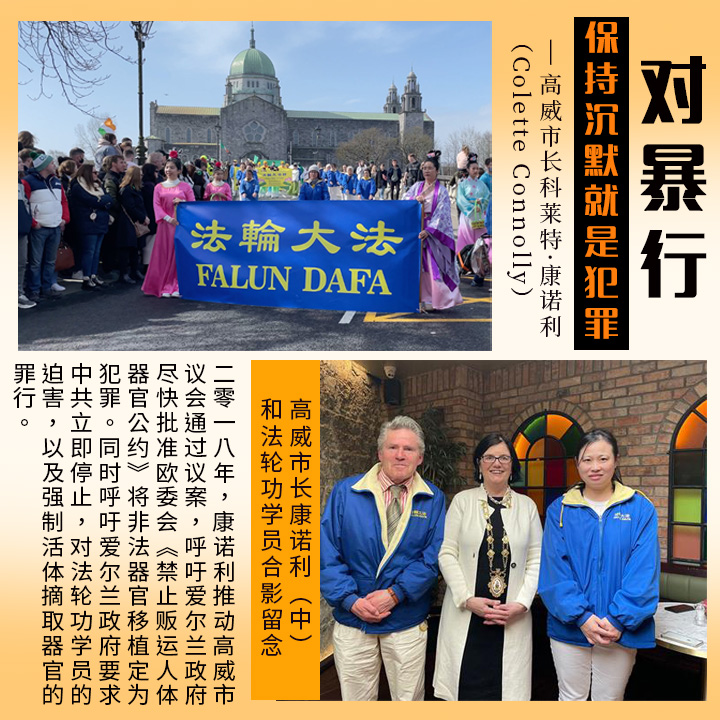 对暴行
保持沉默就是犯罪
—高威市长科莱特·康诺利
（Colette Connolly）
法輪大法
FALUN DAFA
高威市长康诺利（中）
和法轮功学员合影留念
二零一八年，康诺利推动高威市
议会通过议案，呼吁爱尔兰政府
尽快批准欧委会《禁止贩运人体
器官公约》将非法器官移植定为
犯罪。同时呼吁爱尔兰政府要求
中共立即停止，对法轮功学员的
迫害，以及强制活体摘取器官的
罪行。